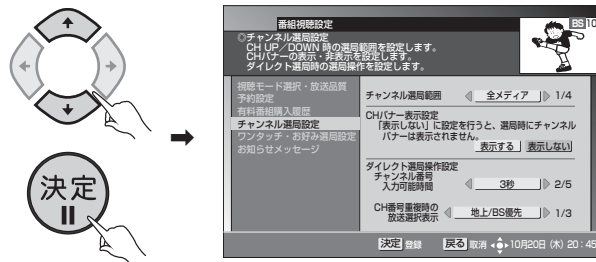 決定
番組視聴設定
BS 10
◎チャンネル選局設定
CH UP／DOWN 時の選局範囲を設定します。
CHバナーの表示・非表示を設定します。
ダイレクト選局時の選局操作を設定します。
視聴モード選択・放送品質
予約設定
有料番組購入履歴
チャンネル選局設定
ワンタッチ・お好み選局設定
お知らせメッセージ
チャンネル選局範囲 全メディア 1/4
CHバナー表示設定
「表示しない」に設定を行うと、選局時にチャンネル
バナーは表示されません。
表示する 表示しない
ダイレクト選局操作設定
チャンネル番号
入力可能時間 3秒 2/5
CH番号重複時の
放送選択表示 地上/BS優先 1/3
決定 登録 戻る 取消 10月20日 (木) 20：45